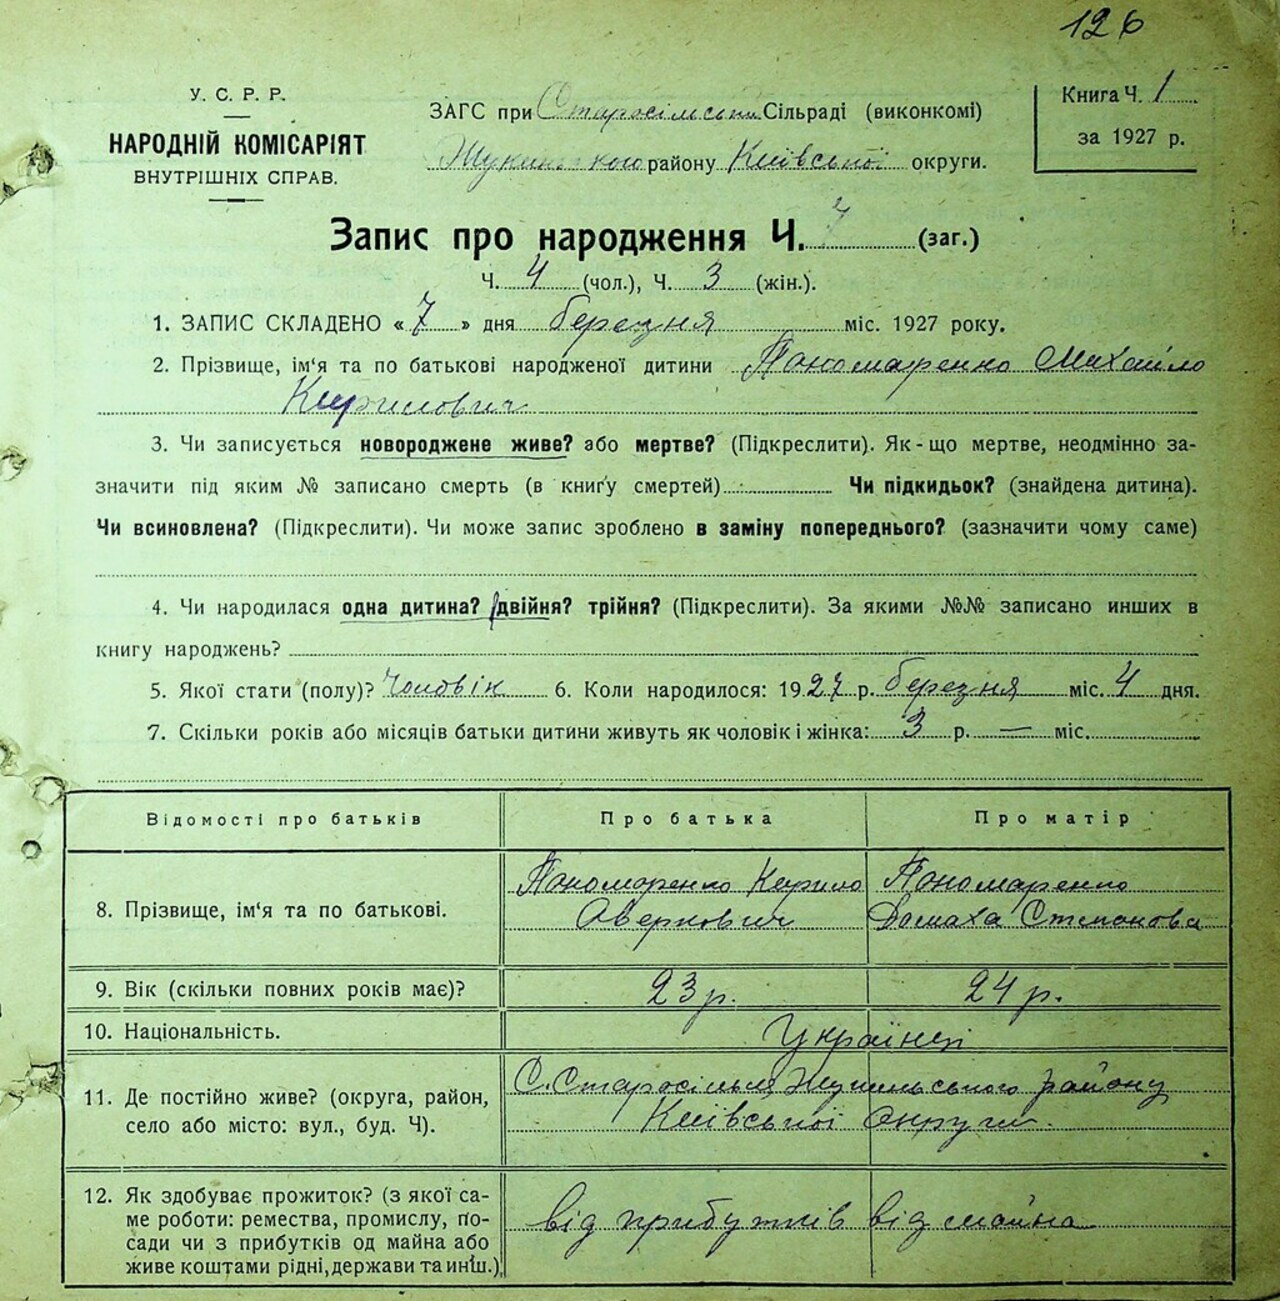 126
У. С. Р. Р.
НАРОДНІЙ КОМІСАРІЯТ
ВНУТРІШНІХ СПРАВ.
ЗАГС при Старосільській Сільраді (виконкомі)
Жукинського району Київської округи.
Книга Ч. 1
за 1927 р.
Запис про народження Ч. 7 (заг.)
Ч. 4 (чол.), Ч. 3 (жін.).
1. ЗАПИС СКЛАДЕНО « 7 » дня березня міс. 1927 року.
2. Прізвище, ім'я та по батькові народженої дитини Пономаренко Михайло
Кирилович
3. Чи записується новороджене живе? або мертве? (Підкреслити). Як-що мертве, неодмінно за-
значити під яким № записано смерть (в книгу смертей) Чи підкидьок? (знайдена дитина).
Чи всиновлена? (Підкреслити). Чи може запис зроблено в заміну попереднього? (зазначити чому саме)
4. Чи народилася одна дитина? двійня? трійня? (Підкреслити). За якими №№ записано инших в
книгу народжень?
5. Якої стати (полу)? Чоловік 6. Коли народилося: 1927 р. березня міс. 4 дня.
7. Скільки років або місяців батьки дитини живуть як чоловік і жінка: 3 р. — міс.
Відомості про батьків Про батька Про матір
8. Прізвище, ім'я та по батькові. Пономаренко Кирило Оверкович Пономаренко Домаха Степанова
9. Вік (скільки повних років має)? 23 р. 24 р.
10. Національність. Українці
11. Де постійно живе? (округа, район, С. Старосілля Жукинського району
село або місто: вул., буд. Ч). Київської округи.
12. Як здобуває прожиток? (з якої са-
ме роботи: ремества, промислу, по-
сади чи з прибутків од майна або від прибутків від майна
живе коштами рідні, держави та инш.)